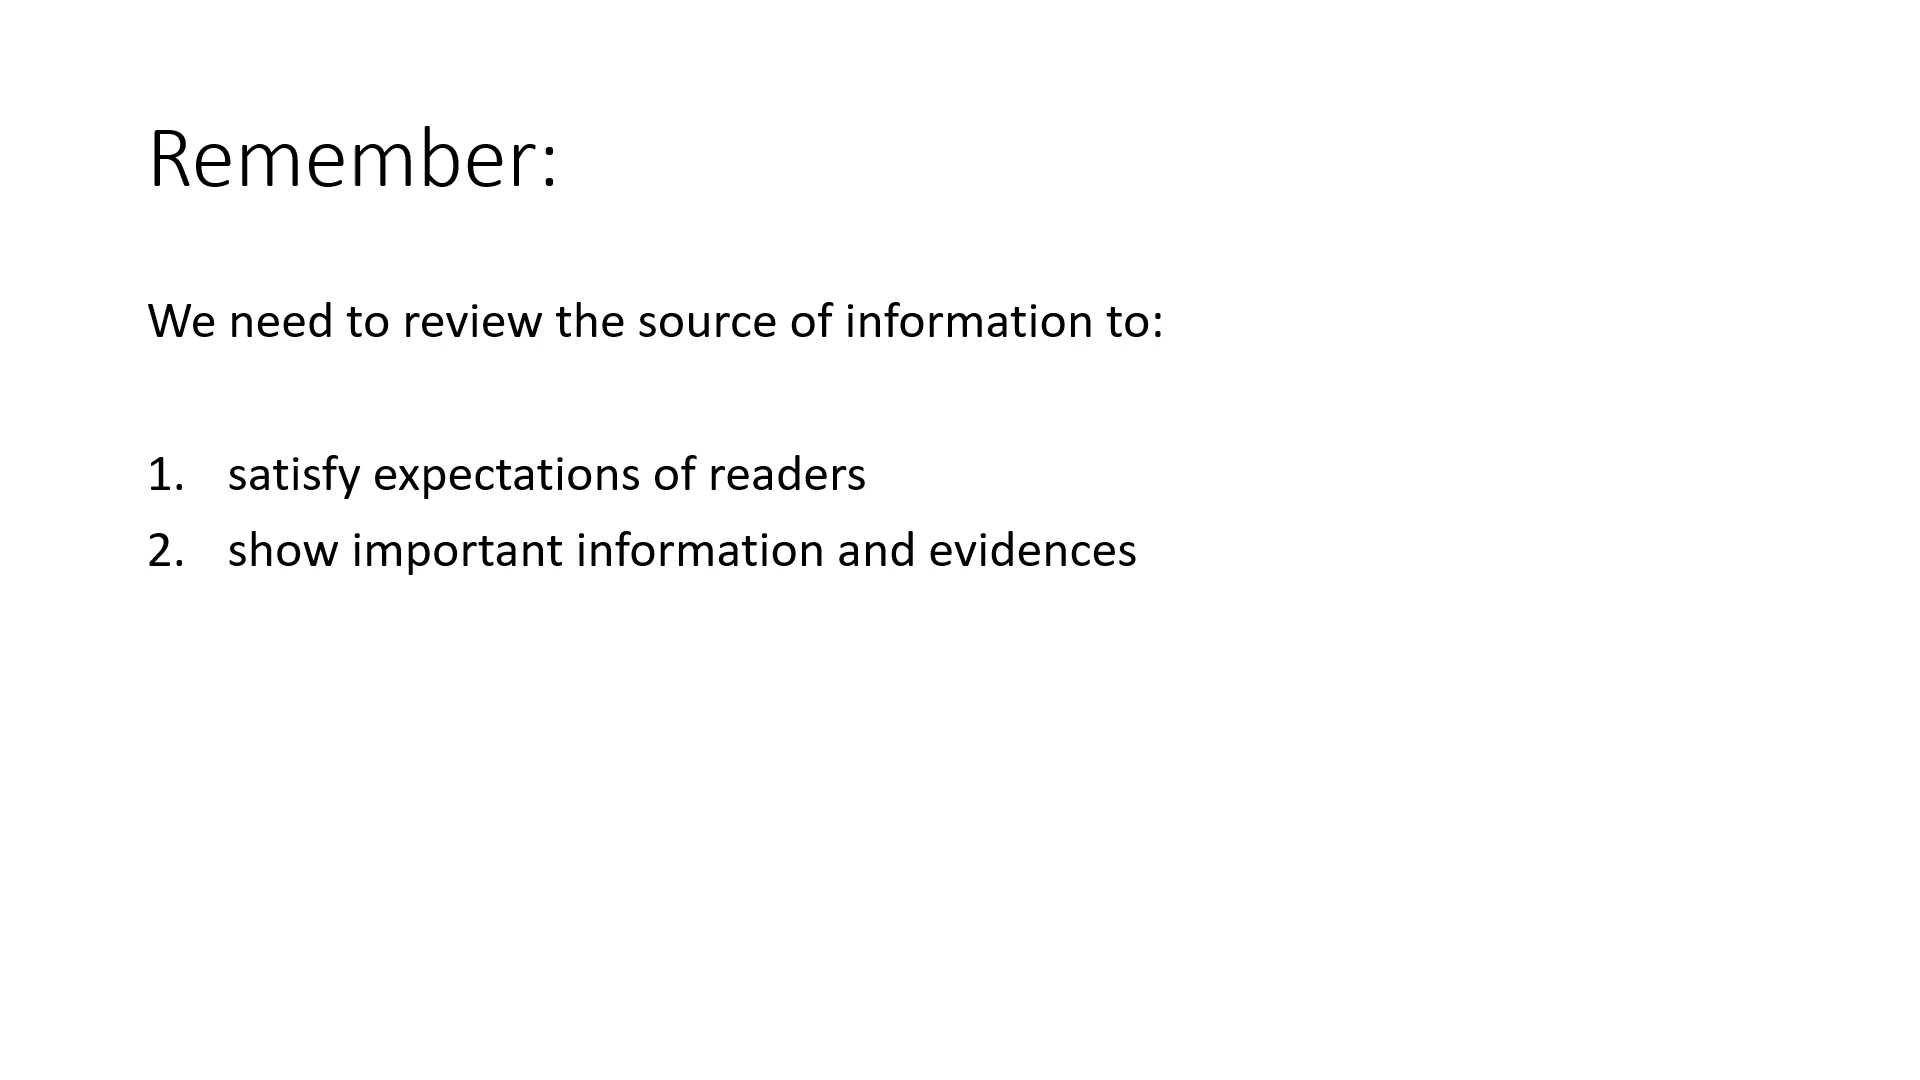 Remember:
We need to review the source of information to:
1. satisfy expectations of readers
2. show important information and evidences